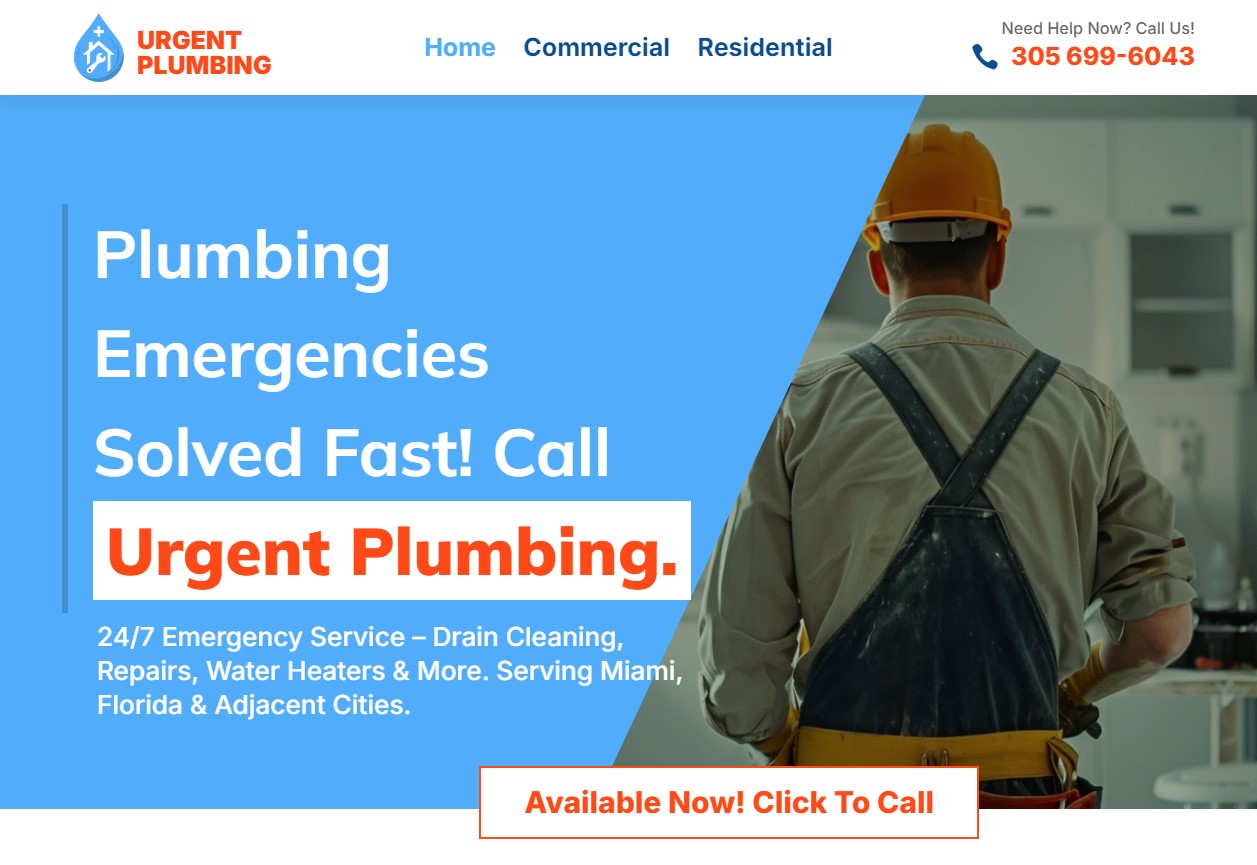 URGENT
PLUMBING
Home Commercial Residential
Need Help Now? Call Us!
305 699-6043
Plumbing
Emergencies
Solved Fast! Call
Urgent Plumbing.
24/7 Emergency Service – Drain Cleaning,
Repairs, Water Heaters & More. Serving Miami,
Florida & Adjacent Cities.
Available Now! Click To Call